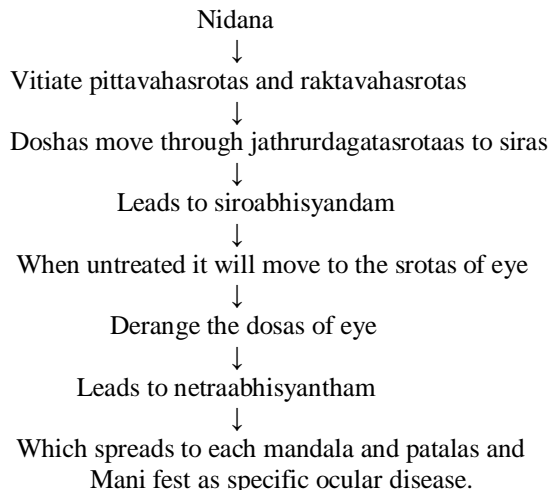 Nidana
↓
Vitiate pittavahasrotas and raktavahasrotas
↓
Doshas move through jathrurdagatasrotaas to siras
↓
Leads to siroabhisyandam
↓
When untreated it will move to the srotas of eye
↓
Derange the dosas of eye
↓
Leads to netraabhisyantham
↓
Which spreads to each mandala and patalas and
Mani fest as specific ocular disease.